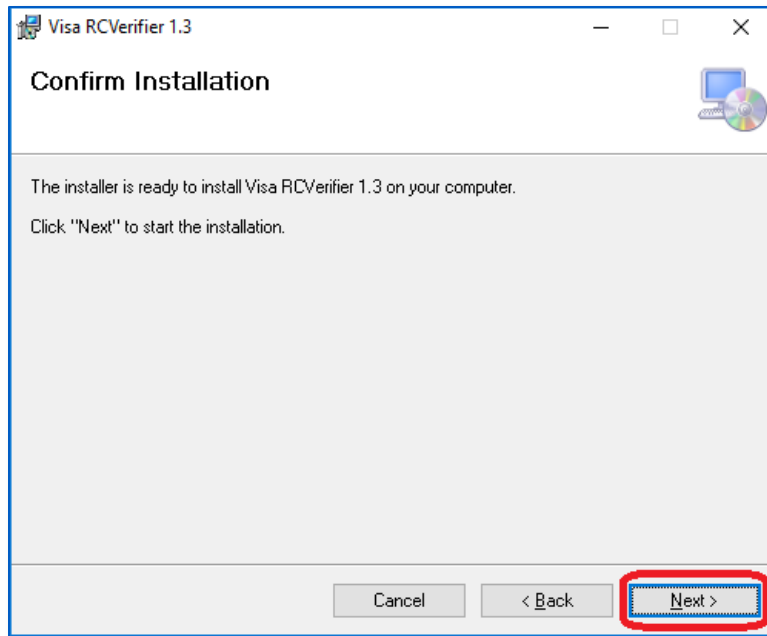 Visa RCVerifier 1.3
Confirm Installation
The installer is ready to install Visa RCVerifier 1.3 on your computer.
Click "Next" to start the installation.
Cancel
< Back
Next >